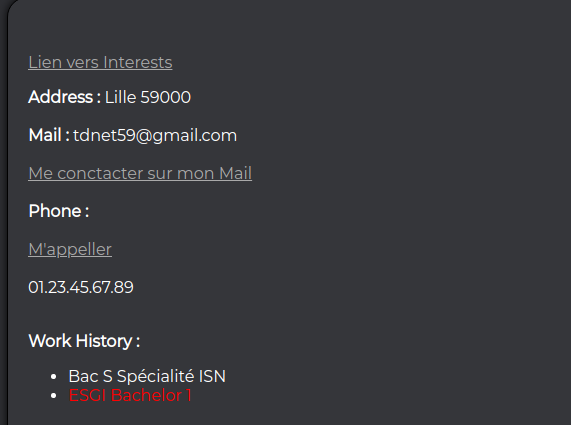 Lien vers Interests
Address : Lille 59000
Mail : tdnet59@gmail.com
Me conctacter sur mon Mail
Phone :
M'appeller
01.23.45.67.89
Work History :
• Bac S Spécialité ISN
• ESGI Bachelor 1